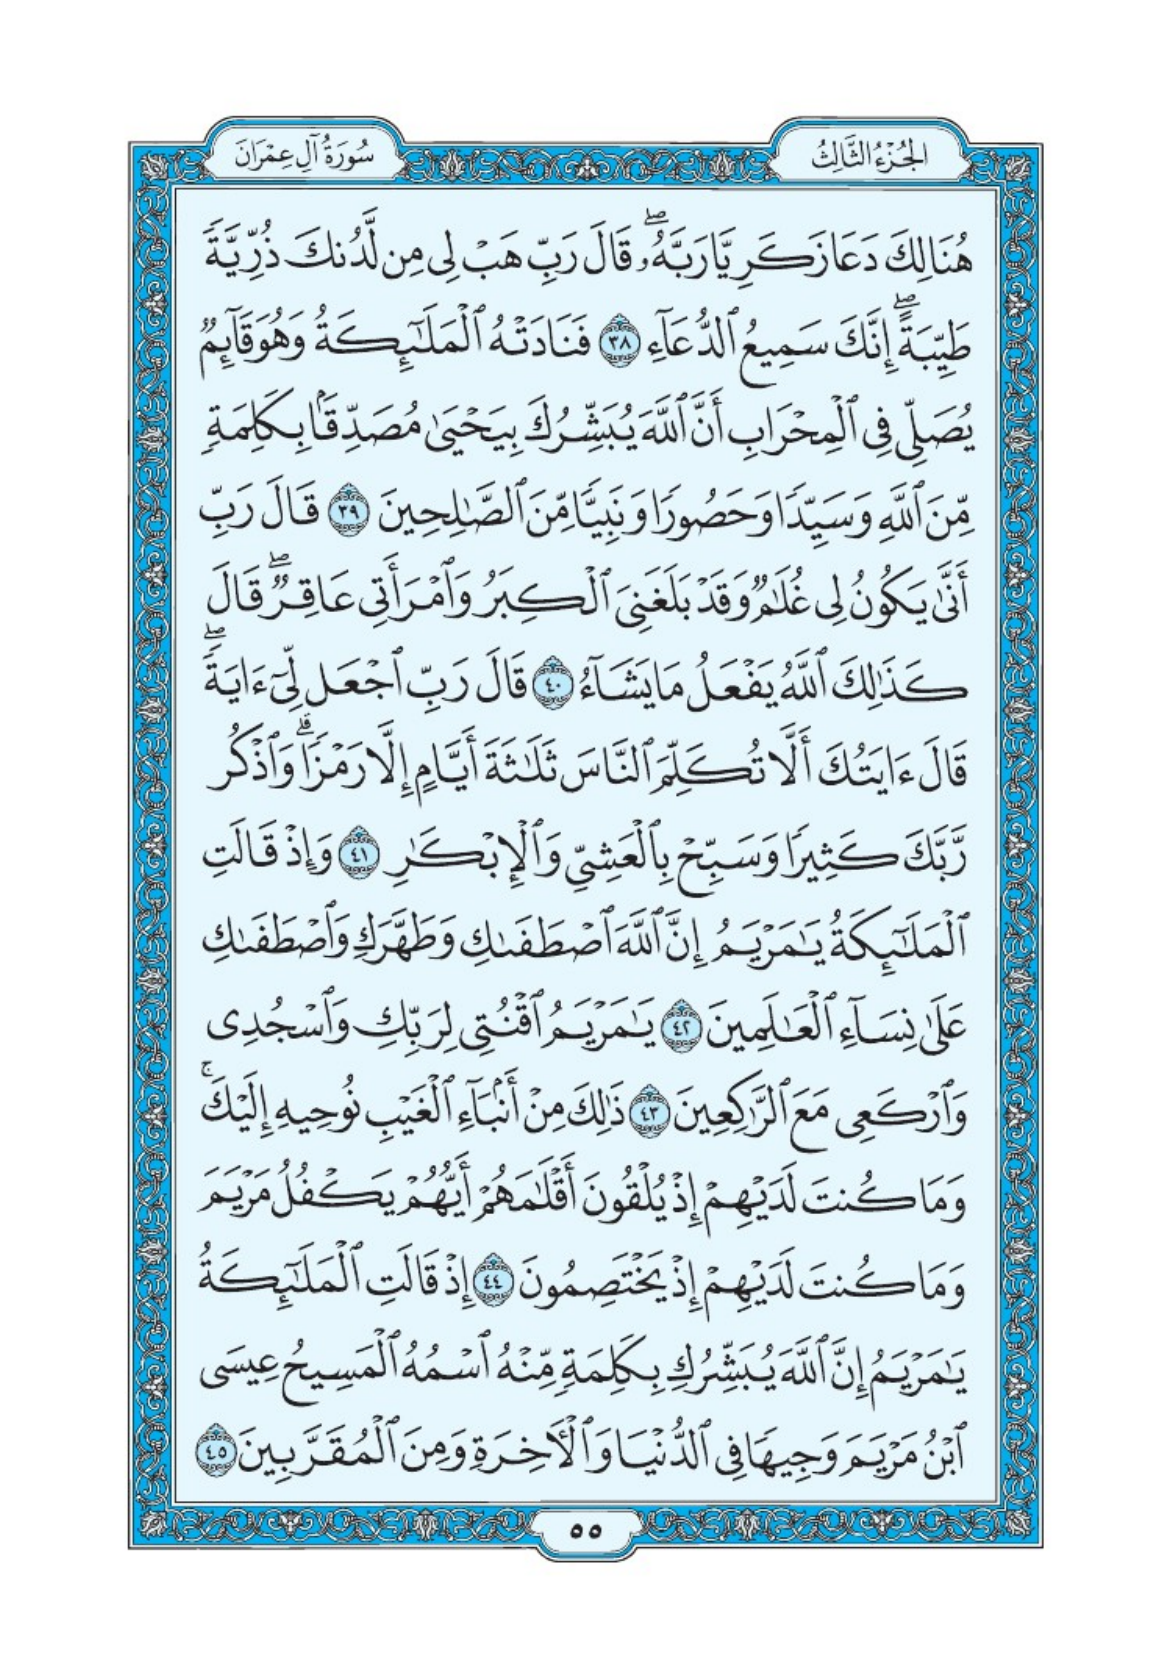 الجُزْءُ الثَّالِثُ
سُورَةُ آلِ عِمْرَانَ
هُنَالِكَ دَعَا زَكَرِيَّا رَبَّهُۥۖ قَالَ رَبِّ هَبْ لِى مِن لَّدُنكَ ذُرِّيَّةً
طَيِّبَةًۖ إِنَّكَ سَمِيعُ ٱلدُّعَآءِ ٣٨ فَنَادَتْهُ ٱلْمَلَٰٓئِكَةُ وَهُوَ قَآئِمٌ
يُصَلِّى فِى ٱلْمِحْرَابِ أَنَّ ٱللَّهَ يُبَشِّرُكَ بِيَحْيَىٰ مُصَدِّقًۢا بِكَلِمَةٍ
مِّنَ ٱللَّهِ وَسَيِّدًا وَحَصُورًا وَنَبِيًّا مِّنَ ٱلصَّٰلِحِينَ ٣٩ قَالَ رَبِّ
أَنَّىٰ يَكُونُ لِى غُلَٰمٌ وَقَدْ بَلَغَنِىَ ٱلْكِبَرُ وَٱمْرَأَتِى عَاقِرٌۖ قَالَ
كَذَٰلِكَ ٱللَّهُ يَفْعَلُ مَا يَشَآءُ ٤٠ قَالَ رَبِّ ٱجْعَل لِّىٓ ءَايَةًۖ
قَالَ ءَايَتُكَ أَلَّا تُكَلِّمَ ٱلنَّاسَ ثَلَٰثَةَ أَيَّامٍ إِلَّا رَمْزًاۗ وَٱذْكُر
رَّبَّكَ كَثِيرًا وَسَبِّحْ بِٱلْعَشِىِّ وَٱلْإِبْكَٰرِ ٤١ وَإِذْ قَالَتِ
ٱلْمَلَٰٓئِكَةُ يَٰمَرْيَمُ إِنَّ ٱللَّهَ ٱصْطَفَىٰكِ وَطَهَّرَكِ وَٱصْطَفَىٰكِ
عَلَىٰ نِسَآءِ ٱلْعَٰلَمِينَ ٤٢ يَٰمَرْيَمُ ٱقْنُتِى لِرَبِّكِ وَٱسْجُدِى
وَٱرْكَعِى مَعَ ٱلرَّٰكِعِينَ ٤٣ ذَٰلِكَ مِنْ أَنۢبَآءِ ٱلْغَيْبِ نُوحِيهِ إِلَيْكَۚ
وَمَا كُنتَ لَدَيْهِمْ إِذْ يُلْقُونَ أَقْلَٰمَهُمْ أَيُّهُمْ يَكْفُلُ مَرْيَمَ
وَمَا كُنتَ لَدَيْهِمْ إِذْ يَخْتَصِمُونَ ٤٤ إِذْ قَالَتِ ٱلْمَلَٰٓئِكَةُ
يَٰمَرْيَمُ إِنَّ ٱللَّهَ يُبَشِّرُكِ بِكَلِمَةٍ مِّنْهُ ٱسْمُهُ ٱلْمَسِيحُ عِيسَى
ٱبْنُ مَرْيَمَ وَجِيهًا فِى ٱلدُّنْيَا وَٱلْءَاخِرَةِ وَمِنَ ٱلْمُقَرَّبِينَ ٤٥
٥٥